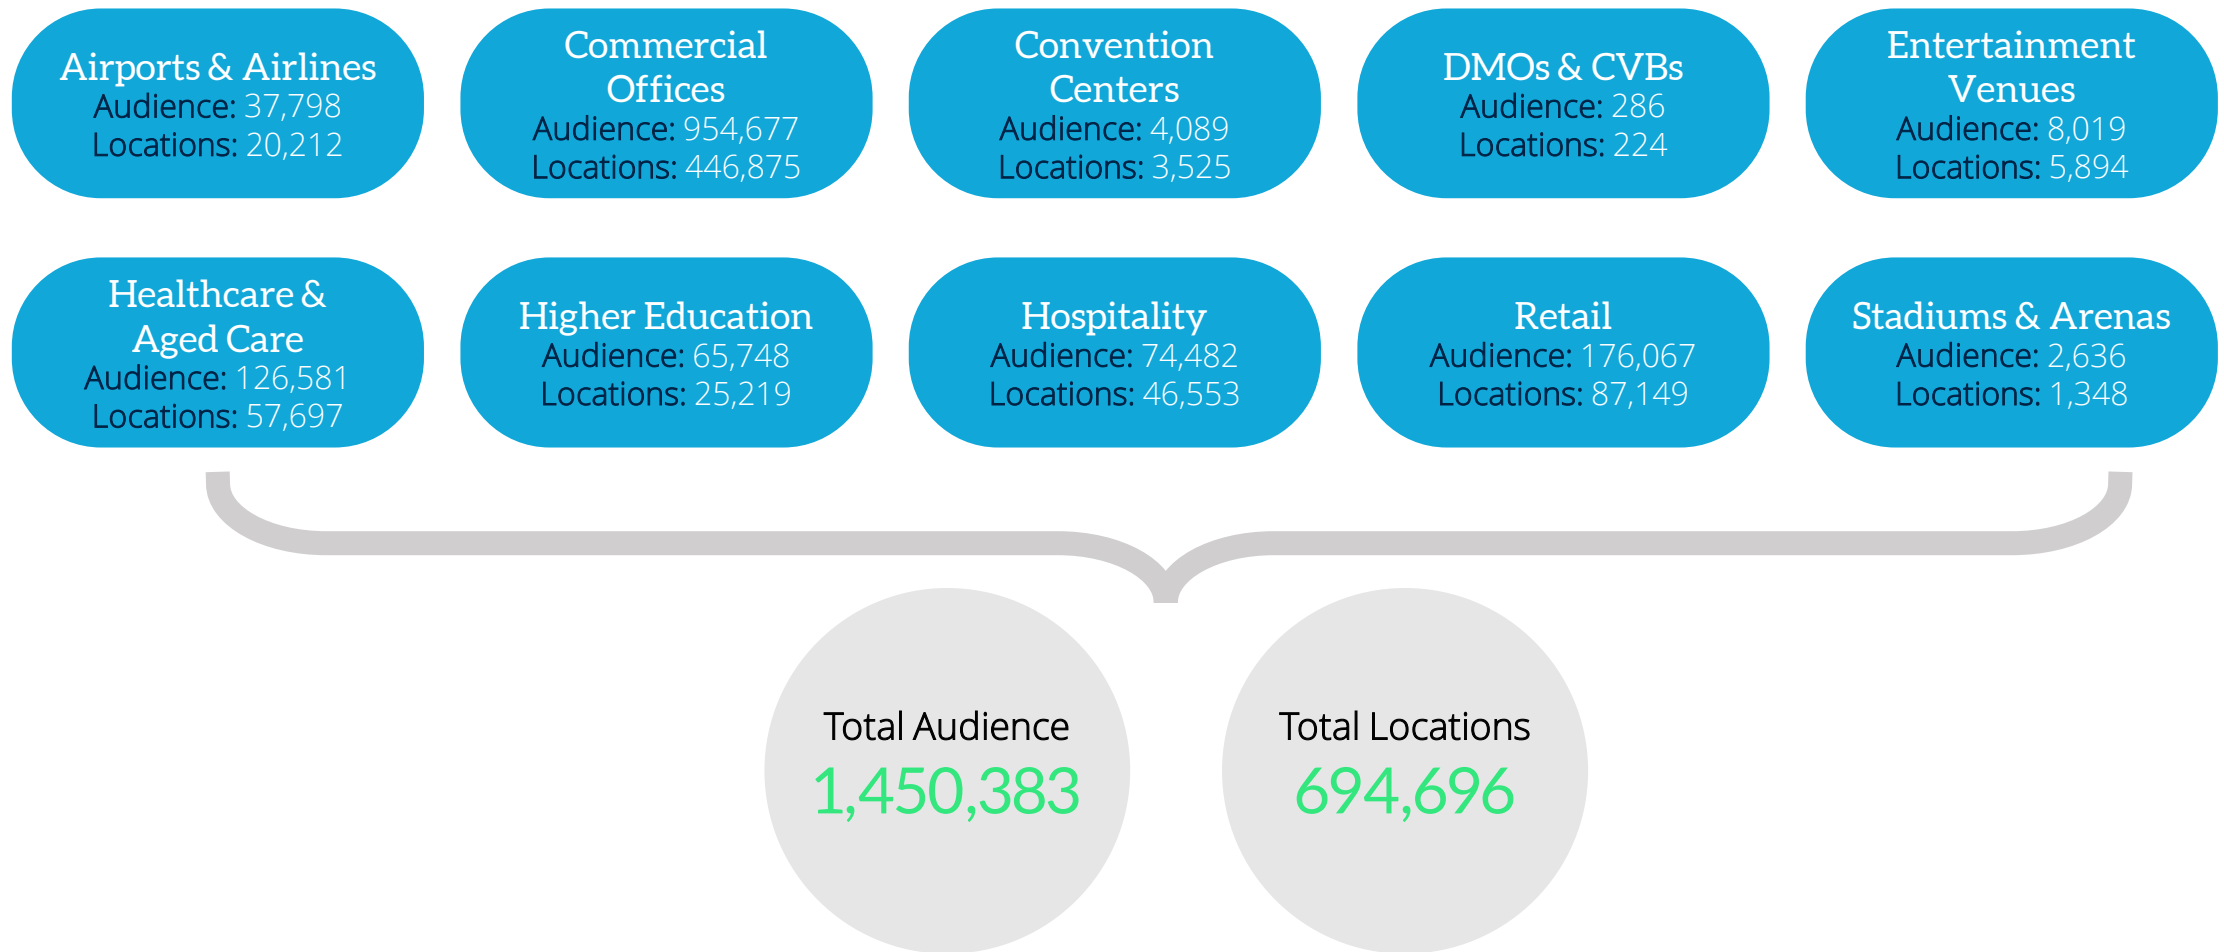 Airports & Airlines
Audience: 37,798
Locations: 20,212
Commercial
Offices
Audience: 954,677
Locations: 446,875
Convention
Centers
Audience: 4,089
Locations: 3,525
DMOs & CVBs
Audience: 286
Locations: 224
Entertainment
Venues
Audience: 8,019
Locations: 5,894
Healthcare &
Aged Care
Audience: 126,581
Locations: 57,697
Higher Education
Audience: 65,748
Locations: 25,219
Hospitality
Audience: 74,482
Locations: 46,553
Retail
Audience: 176,067
Locations: 87,149
Stadiums & Arenas
Audience: 2,636
Locations: 1,348
Total Audience
1,450,383
Total Locations
694,696